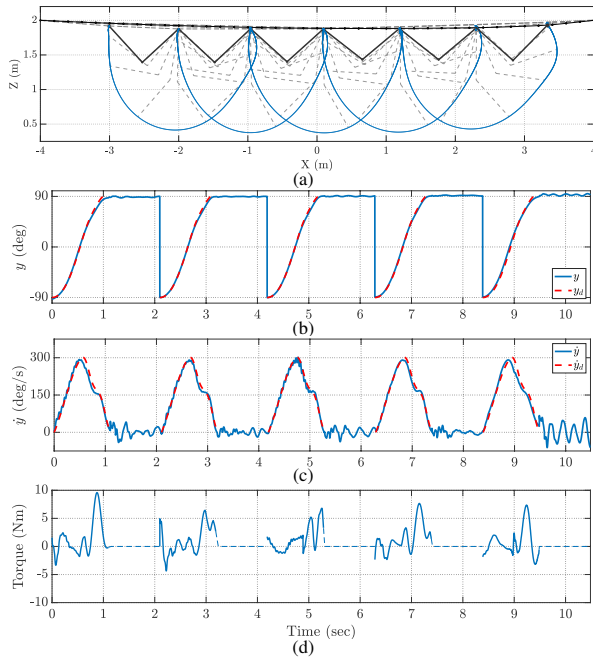 2
1.5
1
0.5
Z (m)
-4 -3 -2 -1 0 1 2 3 4
X (m)
(a)
90
0
-90
y (deg)
y
y_d
0 1 2 3 4 5 6 7 8 9 10
(b)
300
150
0
ẏ (deg/s)
ẏ
ẏ_d
0 1 2 3 4 5 6 7 8 9 10
(c)
10
5
0
-5
-10
Torque (Nm)
0 1 2 3 4 5 6 7 8 9 10
Time (sec)
(d)